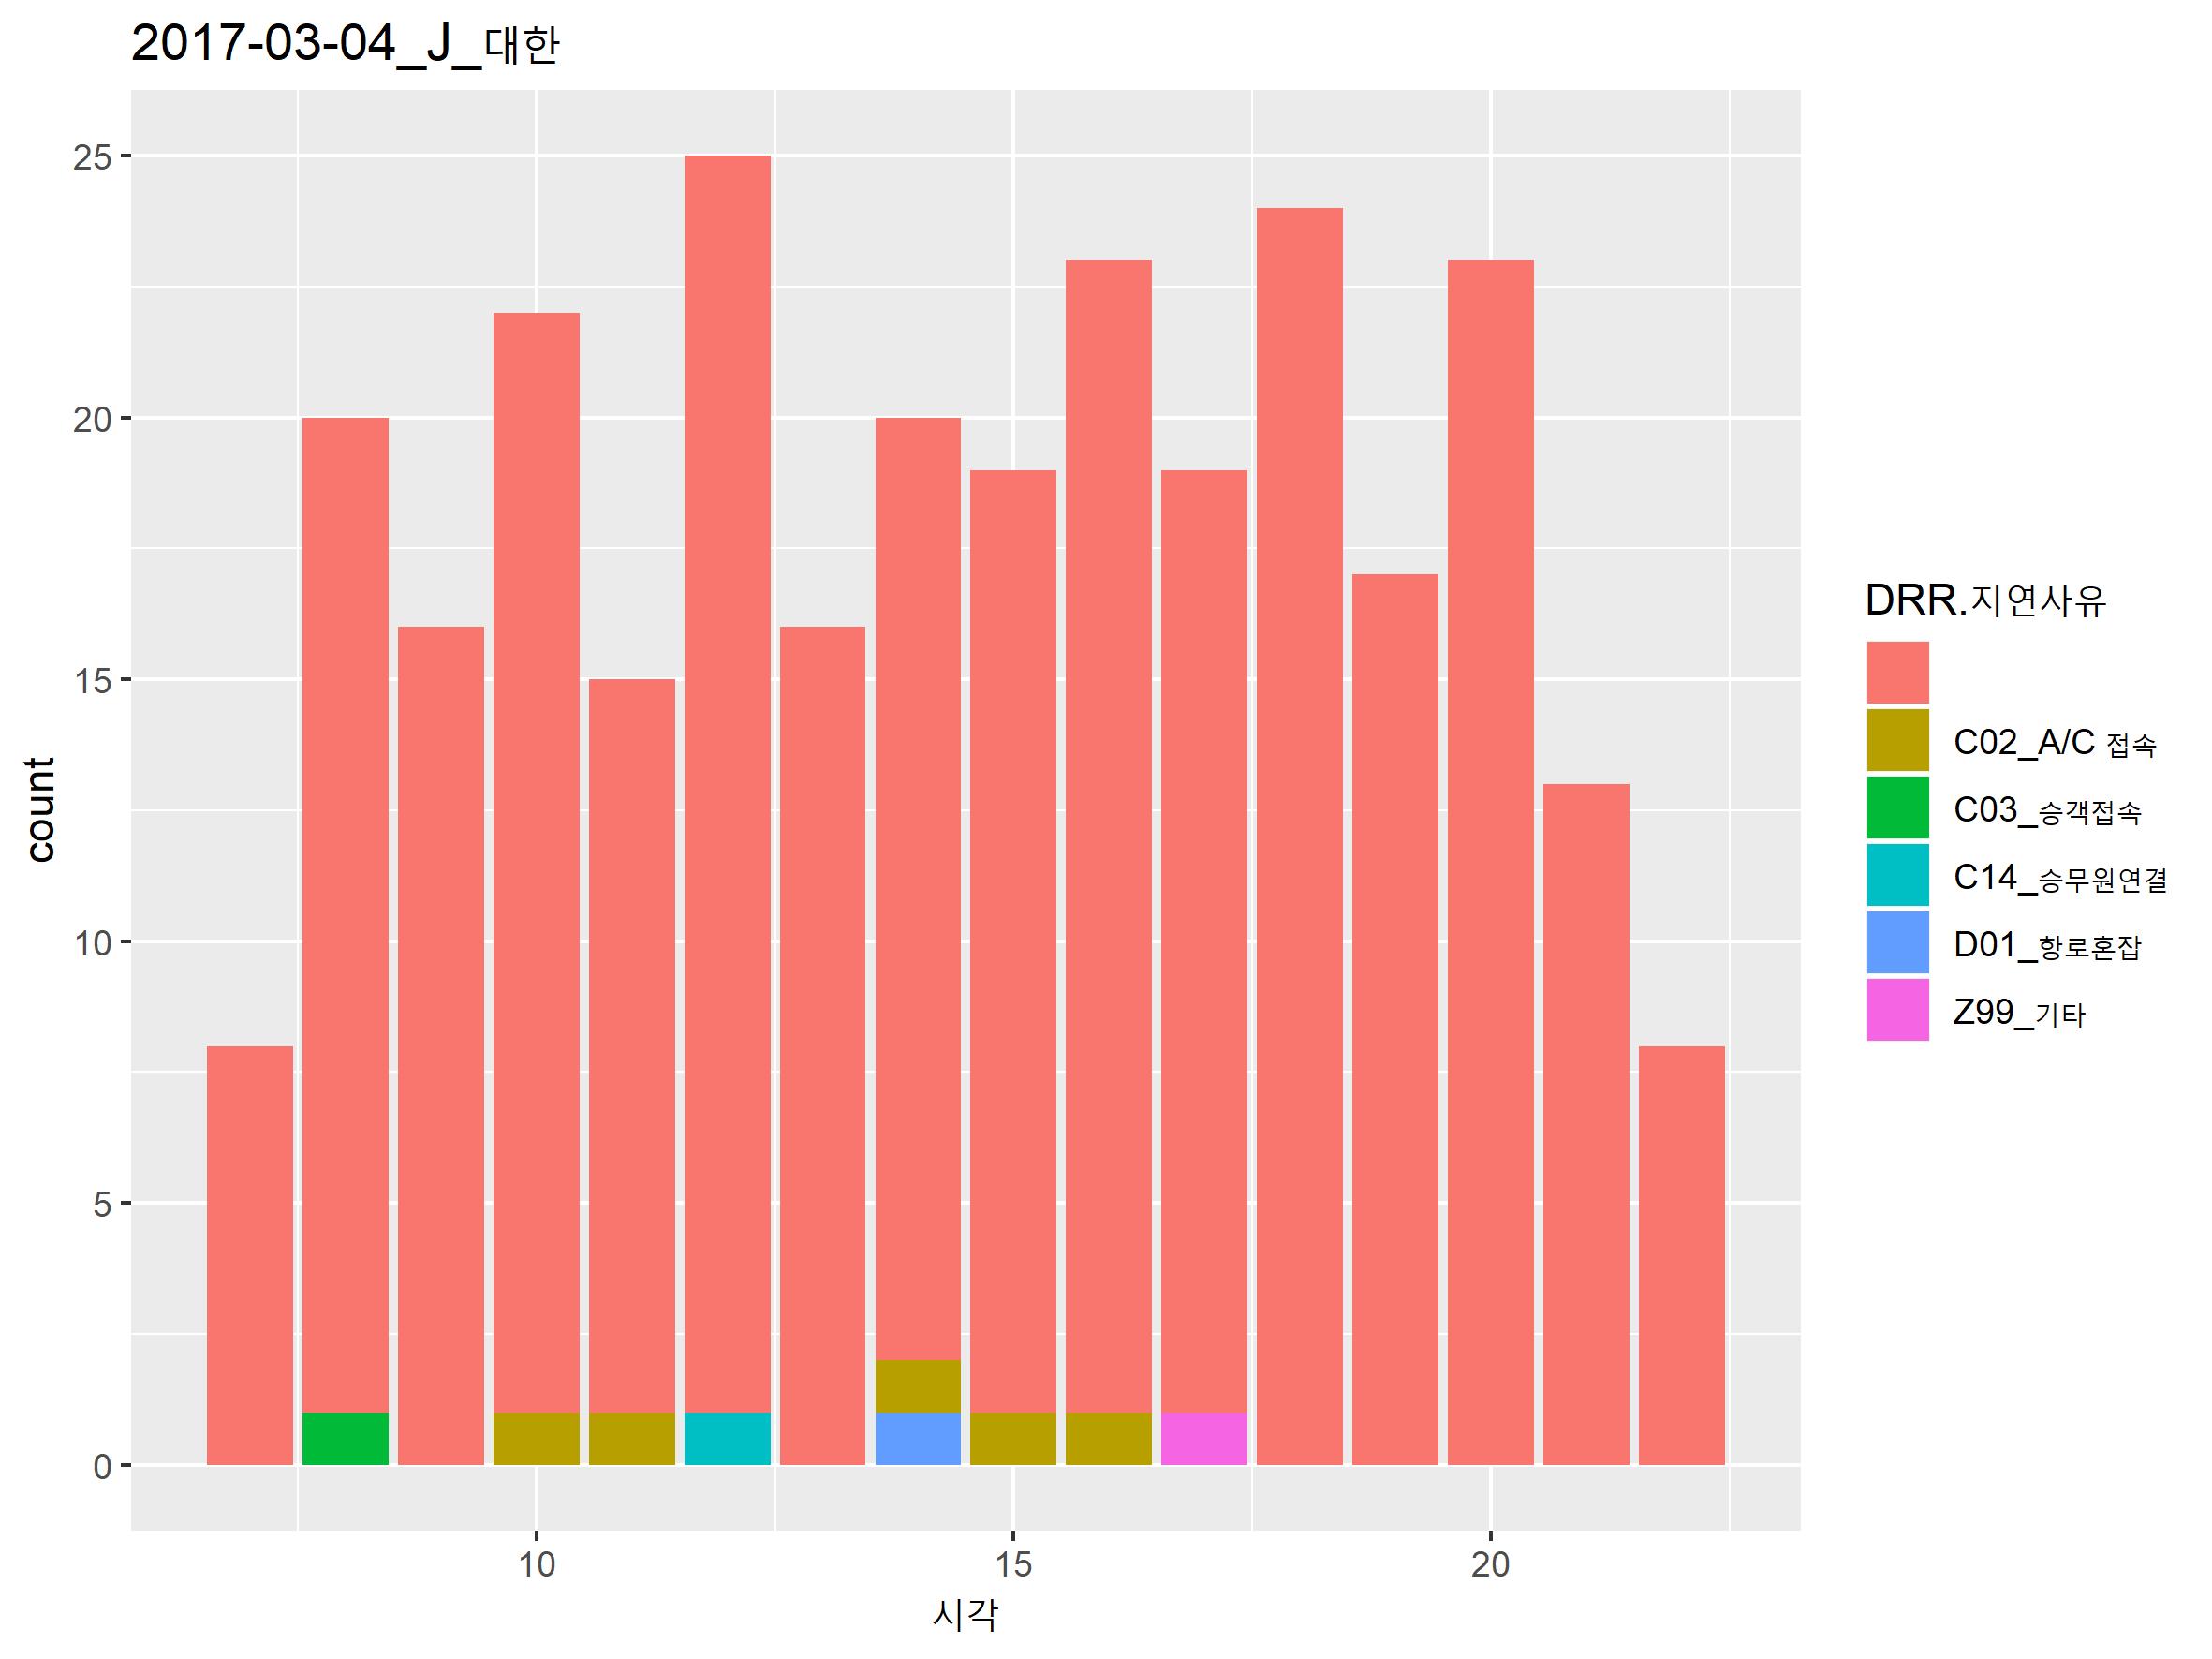 2017-03-04_J_대한
25
20
15
10
5
0
count
10 15 20
시각
DRR.지연사유
C02_A/C 접속
C03_승객접속
C14_승무원연결
D01_항로혼잡
Z99_기타